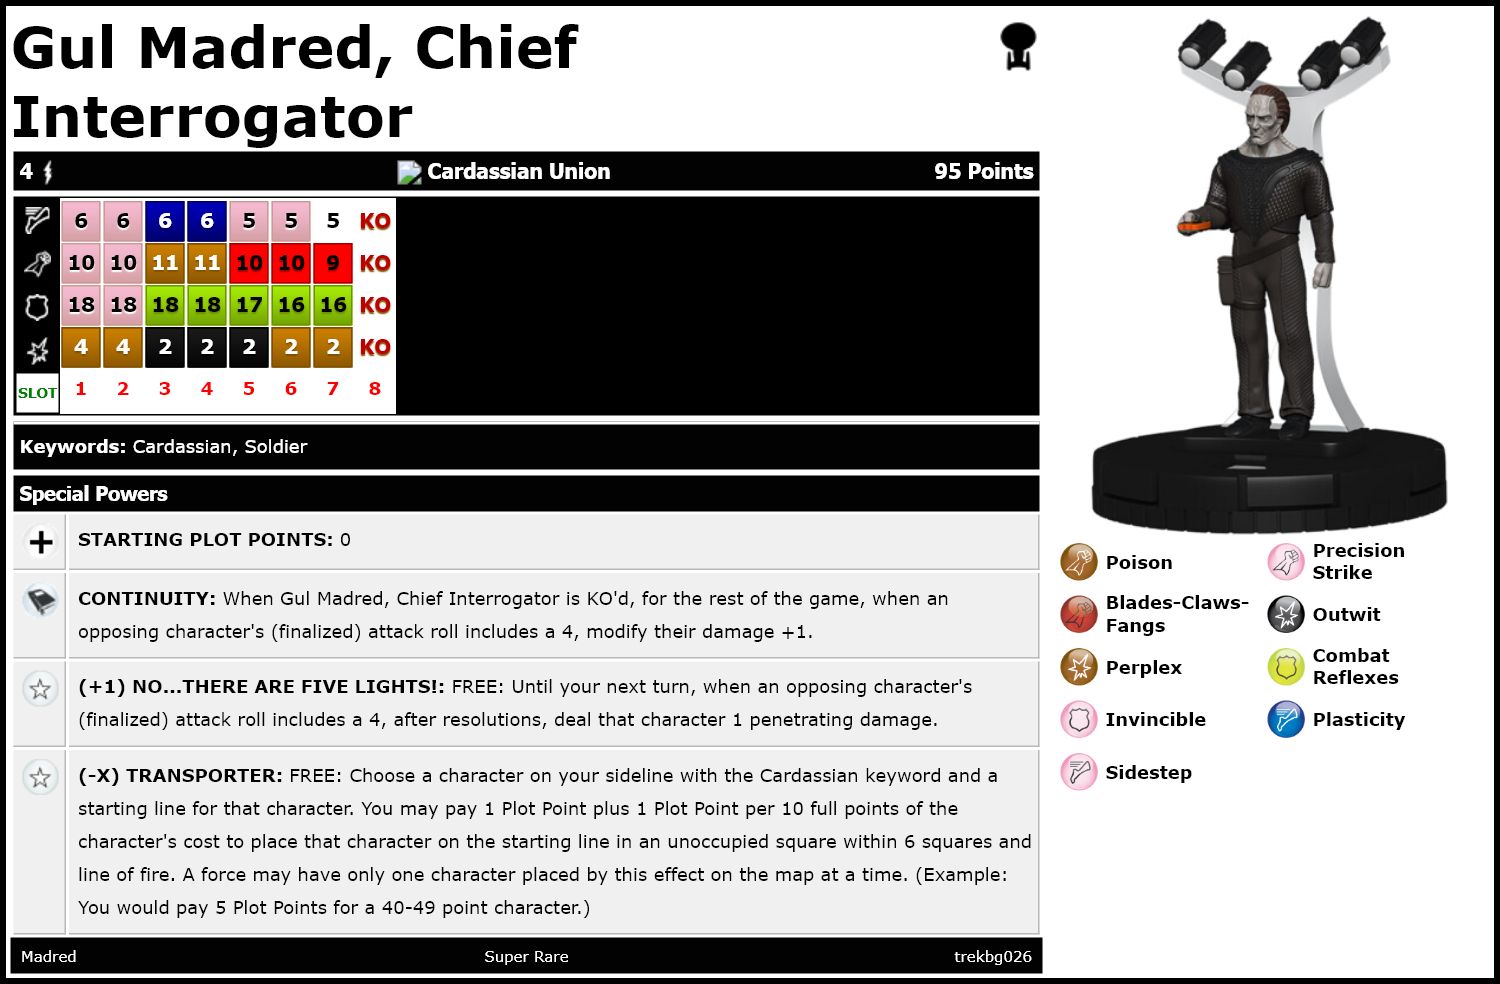 Gul Madred, Chief
Interrogator
4 Cardassian Union 95 Points
6 6 6 6 5 5 5 KO
10 10 11 11 10 10 9 KO
18 18 18 18 17 16 16 KO
4 4 2 2 2 2 2 KO
SLOT 1 2 3 4 5 6 7 8
Keywords: Cardassian, Soldier
Special Powers
STARTING PLOT POINTS: 0
CONTINUITY: When Gul Madred, Chief Interrogator is KO'd, for the rest of the game, when an
opposing character's (finalized) attack roll includes a 4, modify their damage +1.
(+1) NO...THERE ARE FIVE LIGHTS!: FREE: Until your next turn, when an opposing character's
(finalized) attack roll includes a 4, after resolutions, deal that character 1 penetrating damage.
(-X) TRANSPORTER: FREE: Choose a character on your sideline with the Cardassian keyword and a
starting line for that character. You may pay 1 Plot Point plus 1 Plot Point per 10 full points of the
character's cost to place that character on the starting line in an unoccupied square within 6 squares and
line of fire. A force may have only one character placed by this effect on the map at a time. (Example:
You would pay 5 Plot Points for a 40-49 point character.)
Madred Super Rare trekbg026
Poison
Precision
Strike
Blades-Claws-
Fangs
Outwit
Perplex
Combat
Reflexes
Invincible
Plasticity
Sidestep